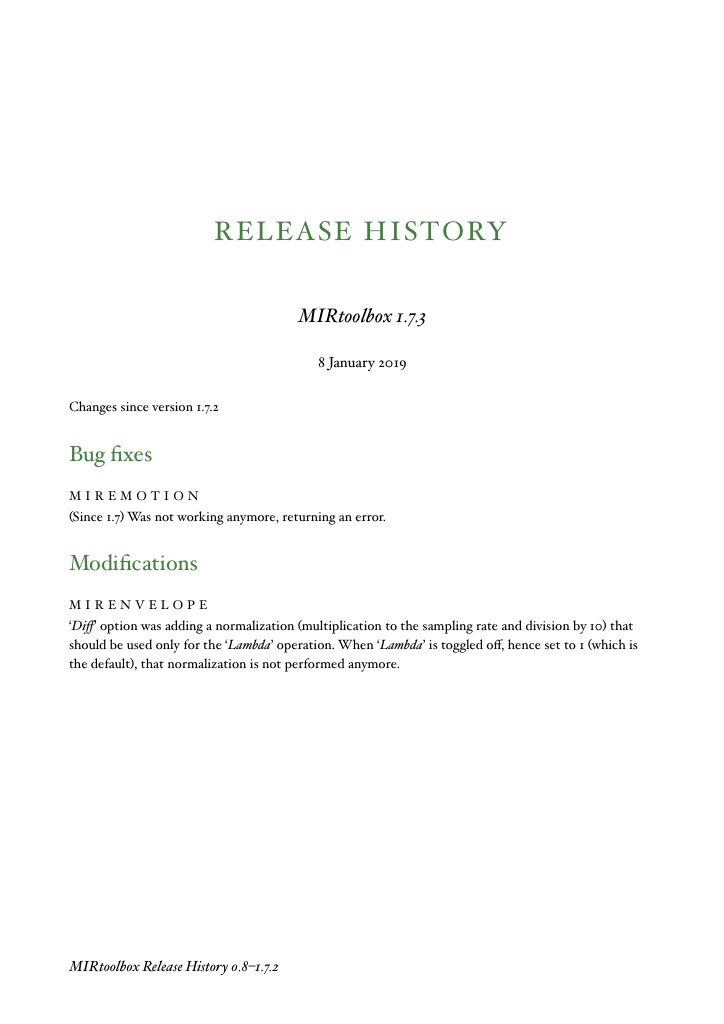 RELEASE HISTORY
MIRtoolbox 1.7.3
8 January 2019
Changes since version 1.7.2
Bug fixes
MIREMOTION
(Since 1.7) Was not working anymore, returning an error.
Modifications
MIRENVELOPE
‘Diff’ option was adding a normalization (multiplication to the sampling rate and division by 10) that
should be used only for the ‘Lambda’ operation. When ‘Lambda’ is toggled off, hence set to 1 (which is
the default), that normalization is not performed anymore.
MIRtoolbox Release History 0.8–1.7.2